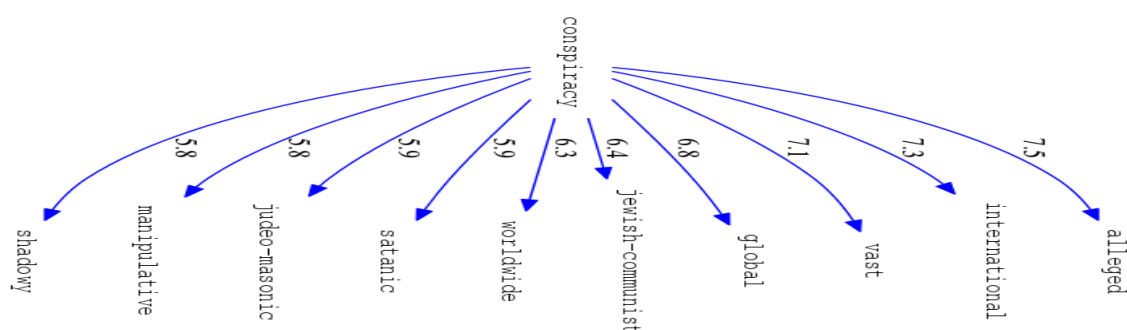 conspiracy
7.5
alleged
7.3
international
7.1
vast
6.8
global
6.4
jewish-communist
6.3
worldwide
5.9
satanic
5.9
judeo-masonic
5.8
manipulative
5.8
shadowy